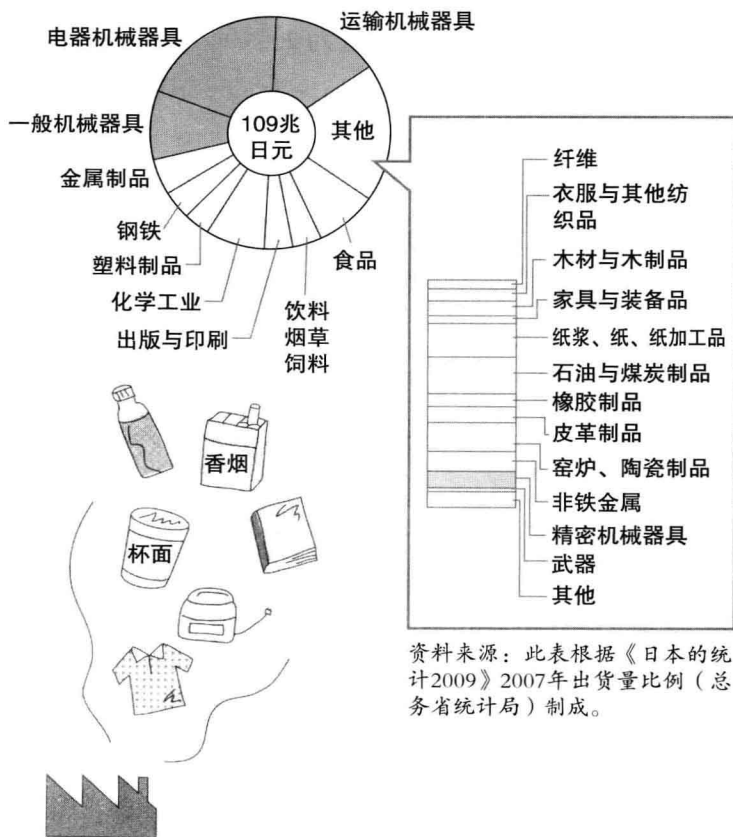 运输机械器具
电器机械器具
一般机械器具
109兆
日元
其他
金属制品
钢铁
塑料制品
化学工业
出版与印刷
饮料
烟草
饲料
食品
纤维
衣服与其他纺
织品
木材与木制品
家具与装备品
纸浆、纸、纸加工品
石油与煤炭制品
橡胶制品
皮革制品
窑炉、陶瓷制品
非铁金属
精密机械器具
武器
其他
香烟
杯面
资料来源：此表根据《日本的统
计2009》2007年出货量比例（总
务省统计局）制成。